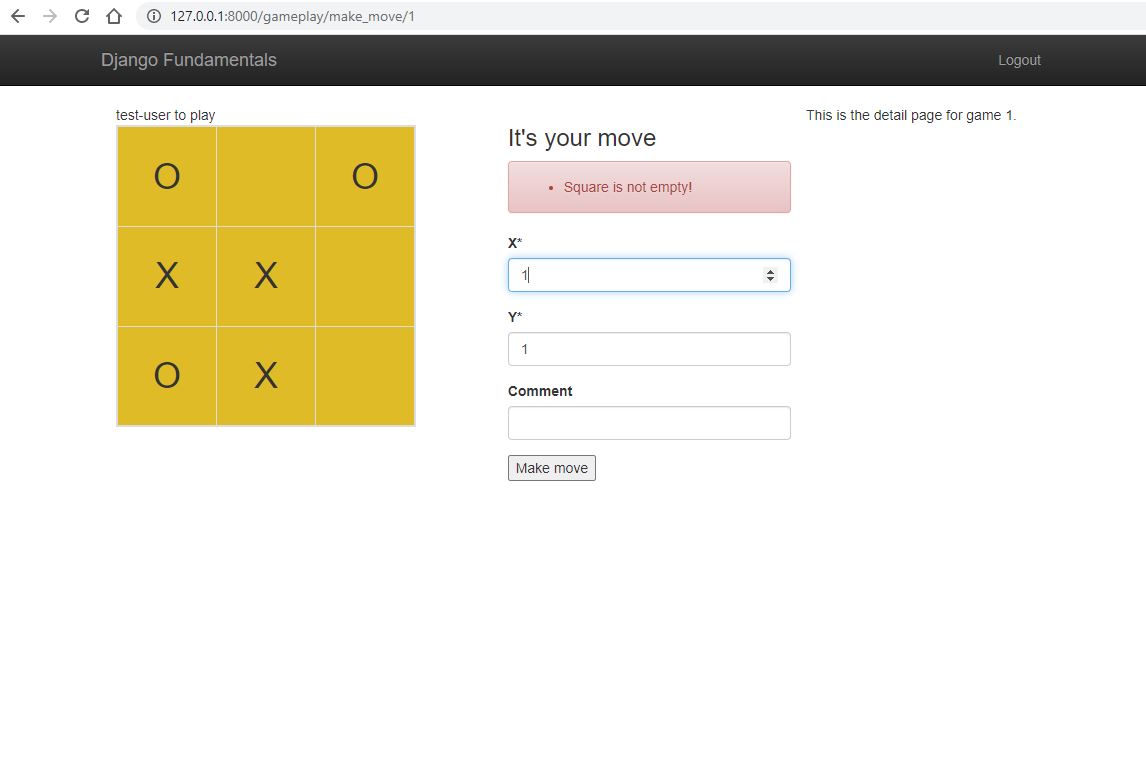 127.0.0.1:8000/gameplay/make_move/1
Django Fundamentals
Logout
test-user to play
O O
X X
O X
It's your move
• Square is not empty!
X*
1
Y*
1
Comment
Make move
This is the detail page for game 1.